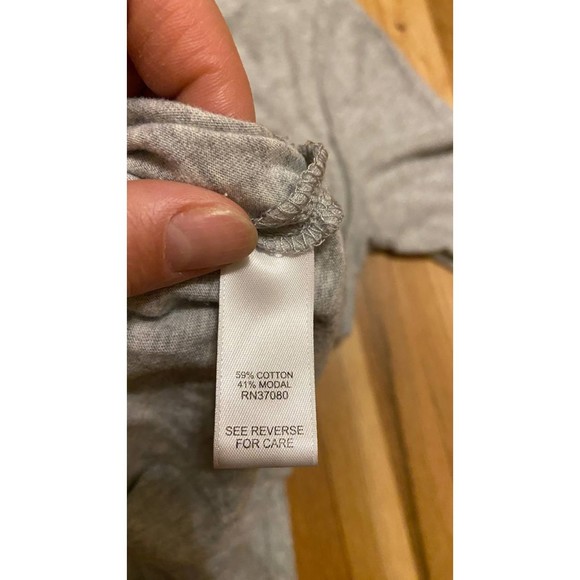 59% COTTON
41% MODAL
RN37080
SEE REVERSE
FOR CARE